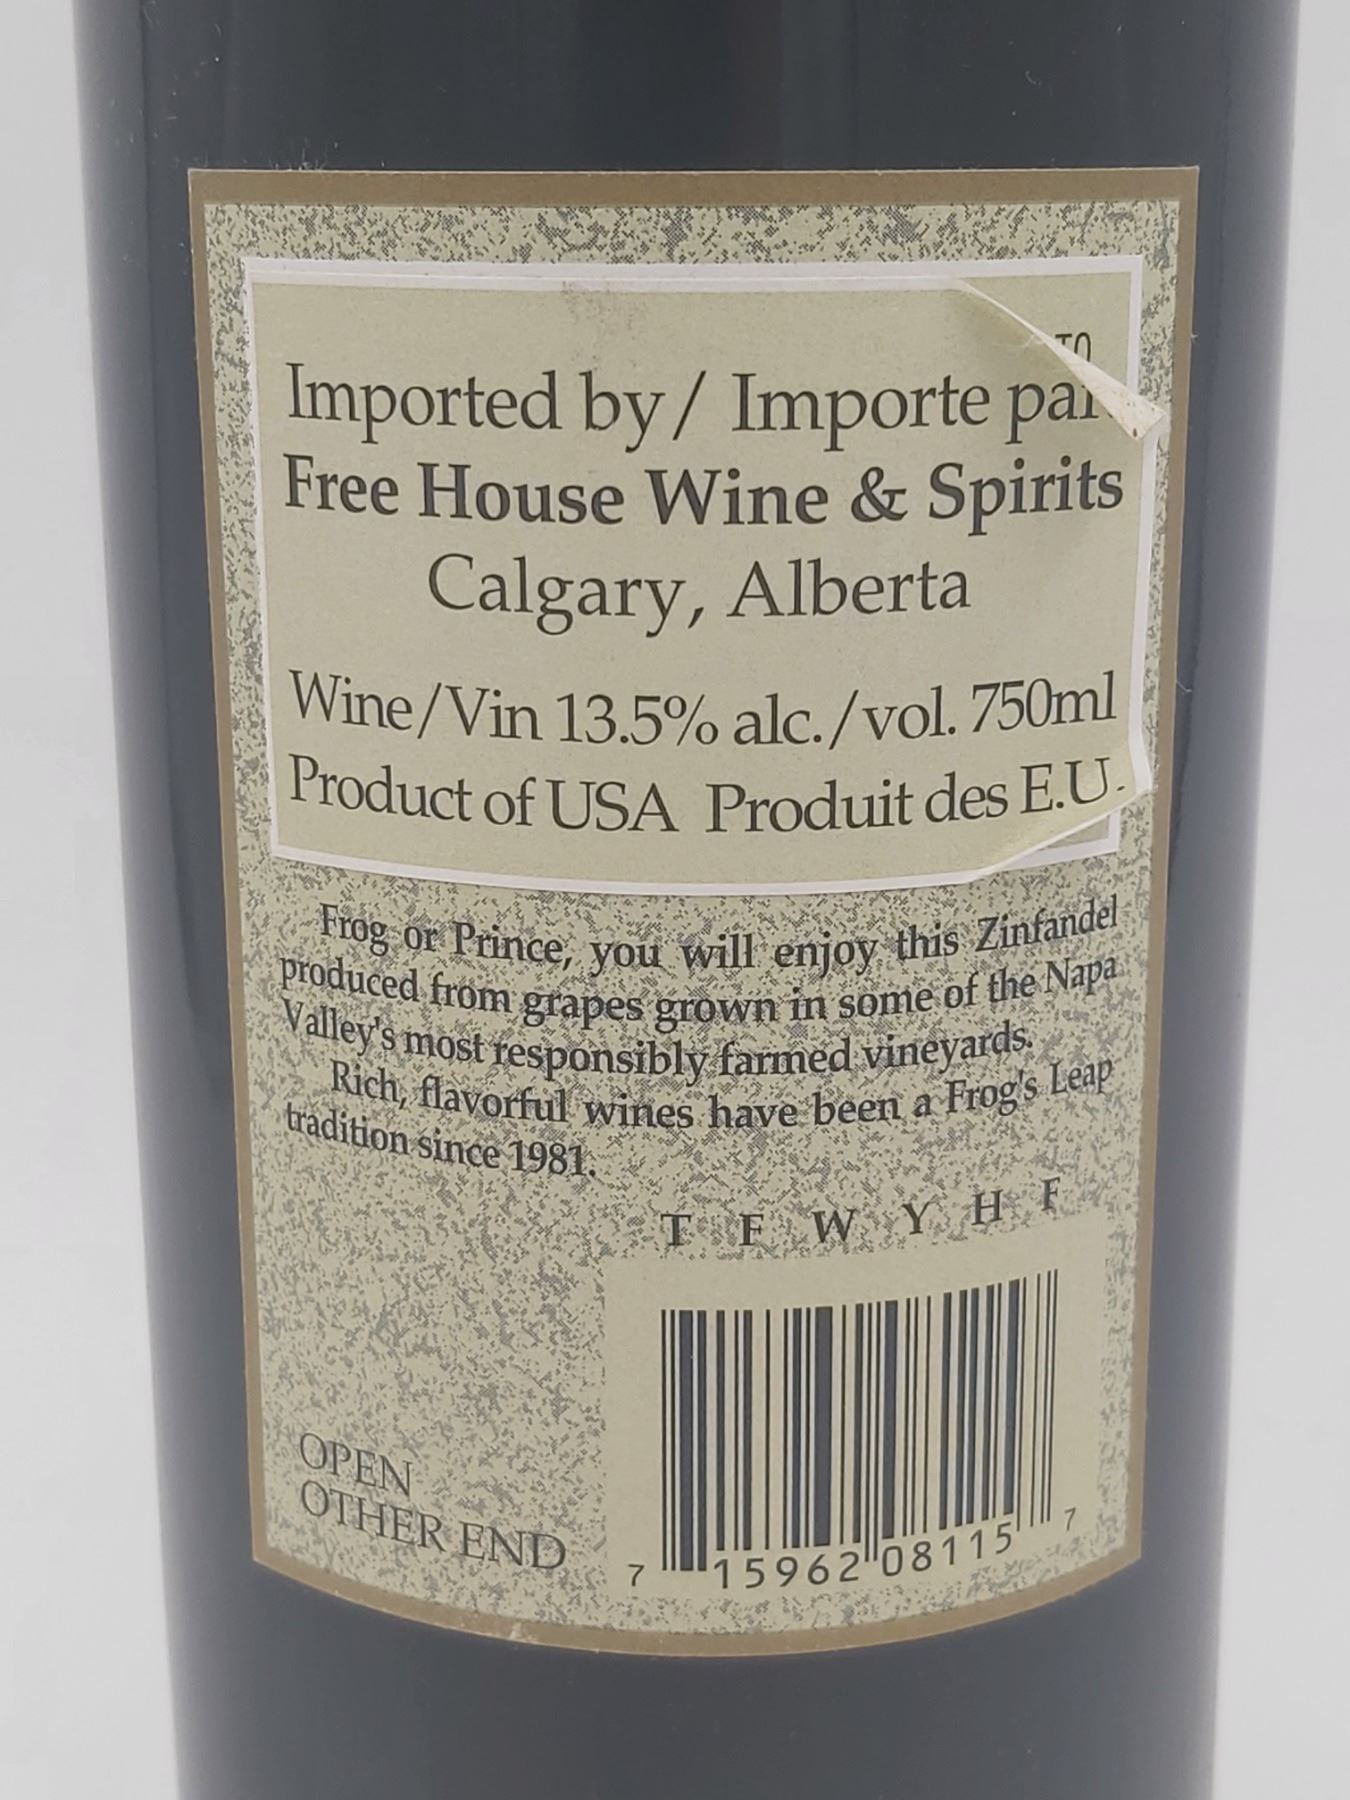 TO
Imported by/ Importe par
Free House Wine & Spirits
Calgary, Alberta
Wine/Vin 13.5% alc./vol. 750ml
Product of USA Produit des E.U.
Frog or Prince, you will enjoy this Zinfandel
produced from grapes grown in some of the Napa
Valley's most responsibly farmed vineyards.
Rich, flavorful wines have been a Frog's Leap
tradition since 1981.
T F W Y H F
OPEN
OTHER END
7 15962 08115 7